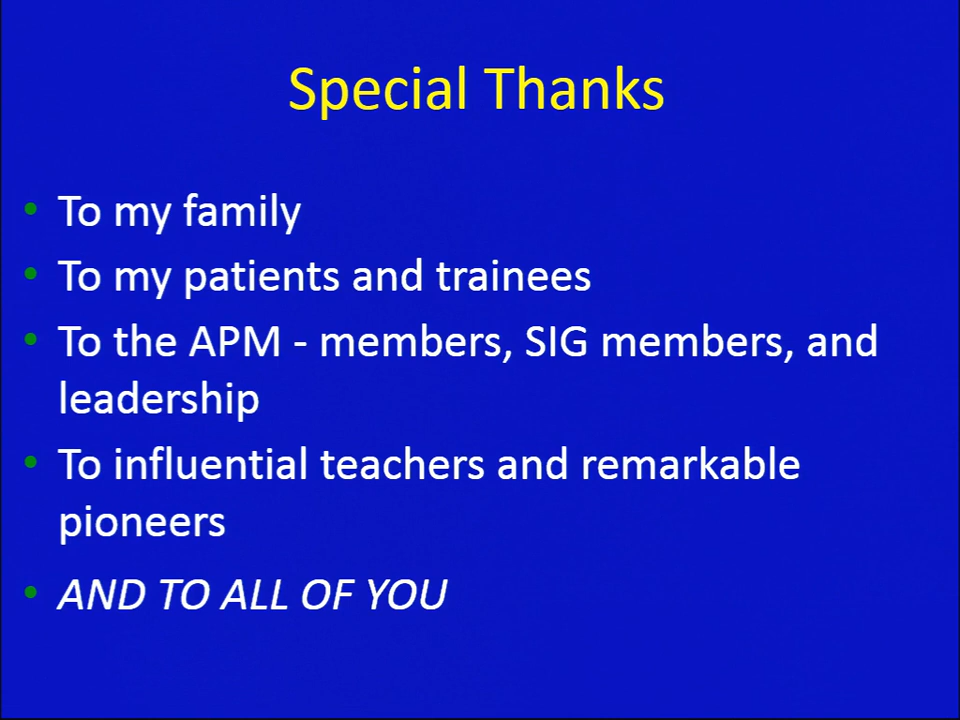 Special Thanks
• To my family
• To my patients and trainees
• To the APM - members, SIG members, and
leadership
• To influential teachers and remarkable
pioneers
• AND TO ALL OF YOU